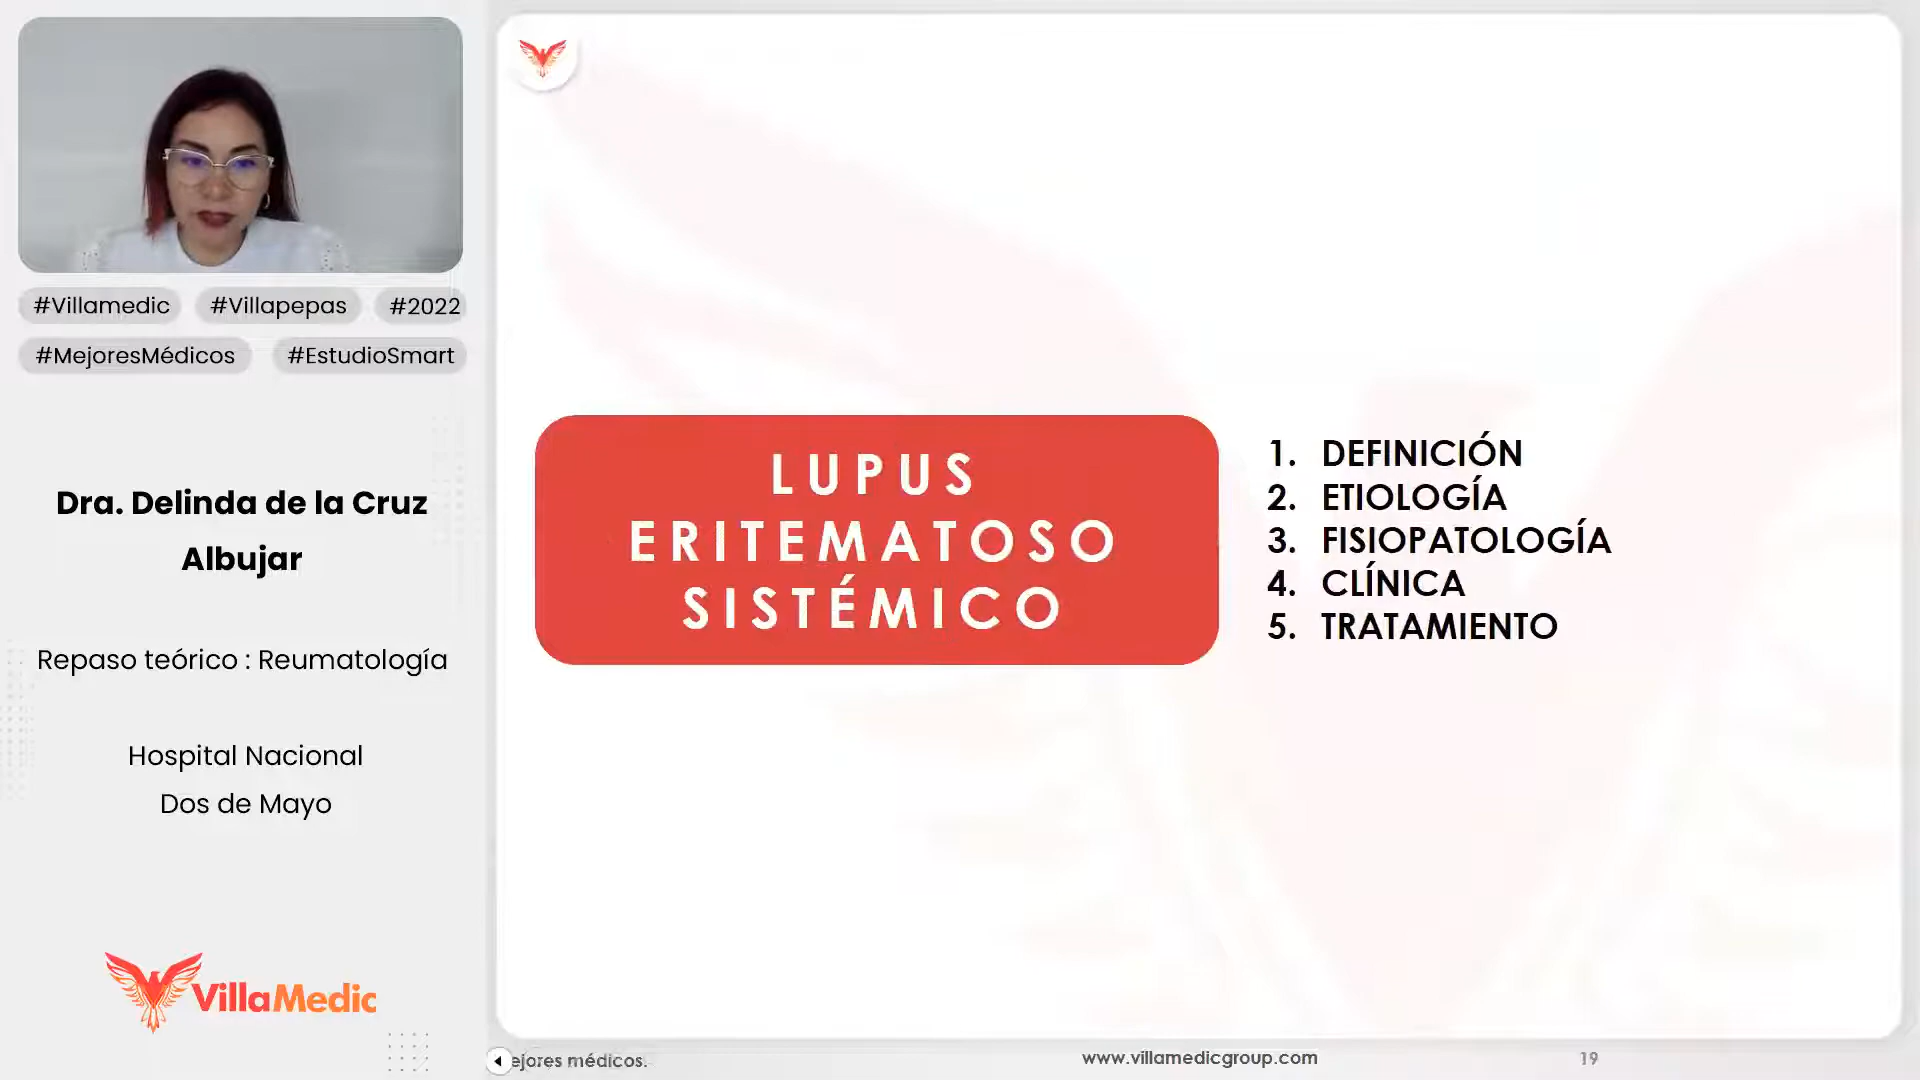 #Villamedic #Villapepas #2022
#MejoresMédicos #EstudioSmart
Dra. Delinda de la Cruz
Albujar
Repaso teórico : Reumatología
Hospital Nacional
Dos de Mayo
VillaMedic
LUPUS
ERITEMATOSO
SISTÉMICO
1. DEFINICIÓN
2. ETIOLOGÍA
3. FISIOPATOLOGÍA
4. CLÍNICA
5. TRATAMIENTO
ejores médicos.
www.villamedicgroup.com
19